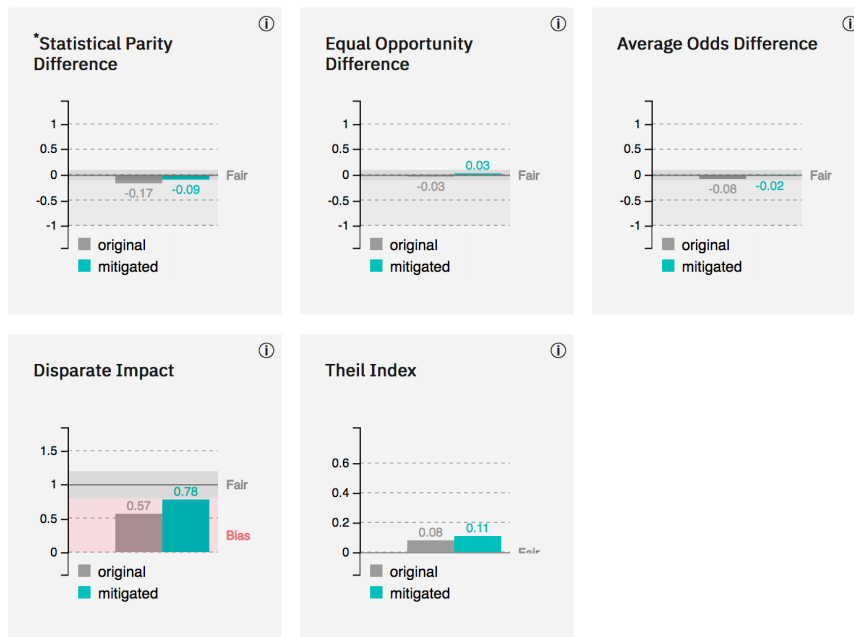 *Statistical Parity
Difference
1
0.5
0
-0.5
-1
-0.17
-0.09
Fair
original
mitigated
Equal Opportunity
Difference
1
0.5
0
-0.5
-1
-0.03
0.03
Fair
original
mitigated
Average Odds Difference
1
0.5
0
-0.5
-1
-0.08
-0.02
Fair
original
mitigated
Disparate Impact
1.5
1
0.5
0
0.57
0.78
Fair
Bias
original
mitigated
Theil Index
0.6
0.4
0.2
0
0.08
0.11
Fair
original
mitigated